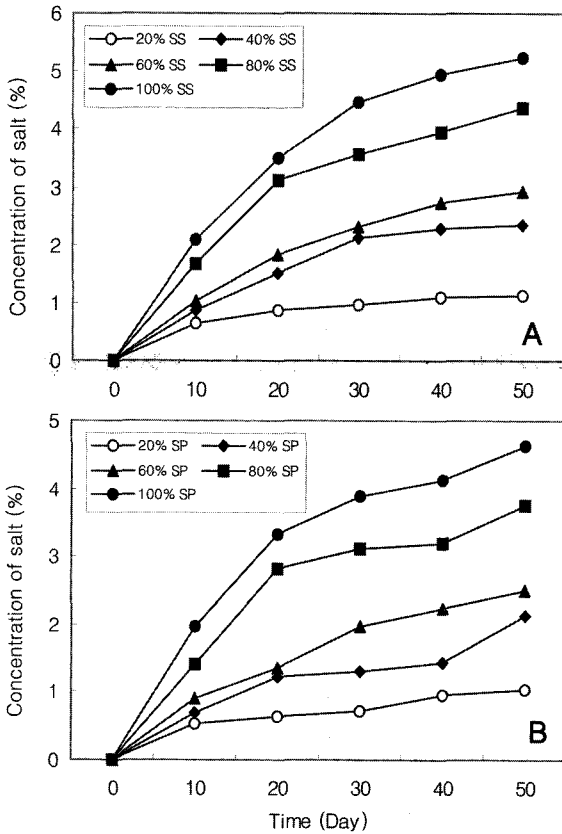 6
5
4
3
2
1
0
Concentration of salt (%)
20% SS
40% SS
60% SS
80% SS
100% SS
A
0 10 20 30 40 50
5
4
3
2
1
0
Concentration of salt (%)
20% SP
40% SP
60% SP
80% SP
100% SP
B
0 10 20 30 40 50
Time (Day)